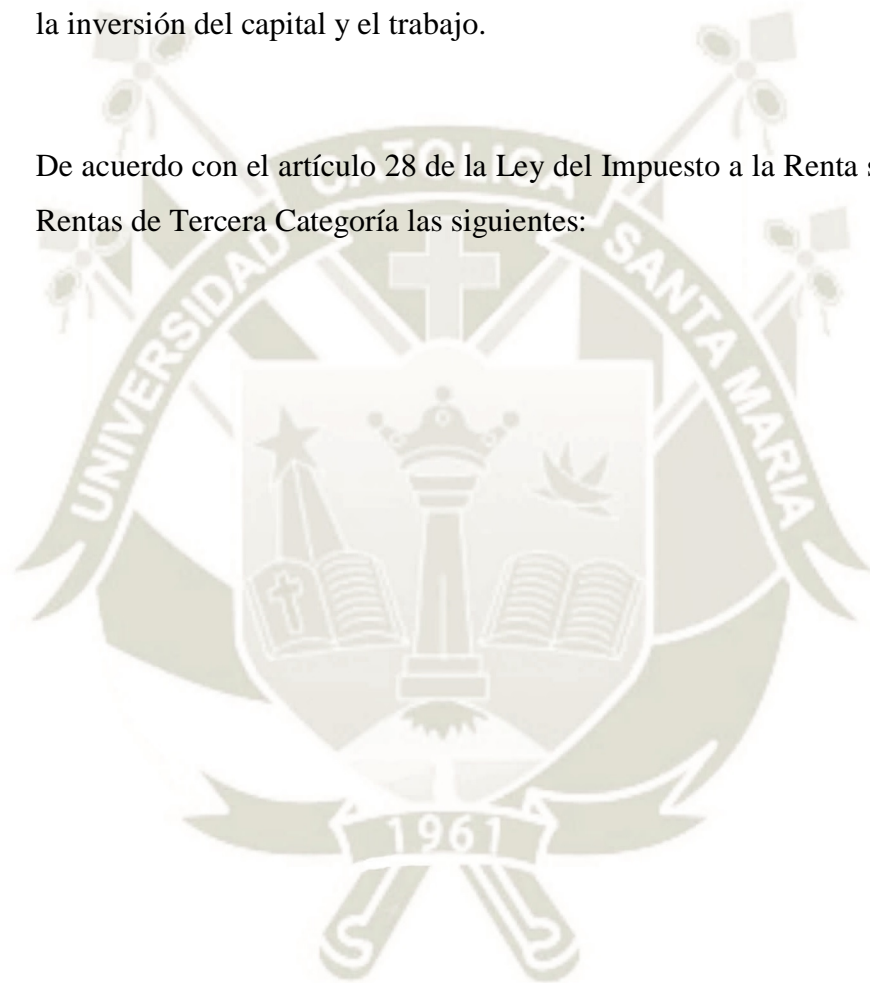 la inversión del capital y el trabajo.
De acuerdo con el artículo 28 de la Ley del Impuesto a la Renta s
Rentas de Tercera Categoría las siguientes:
UNIVERSIDAD CATOLICA SANTA MARIA
1961